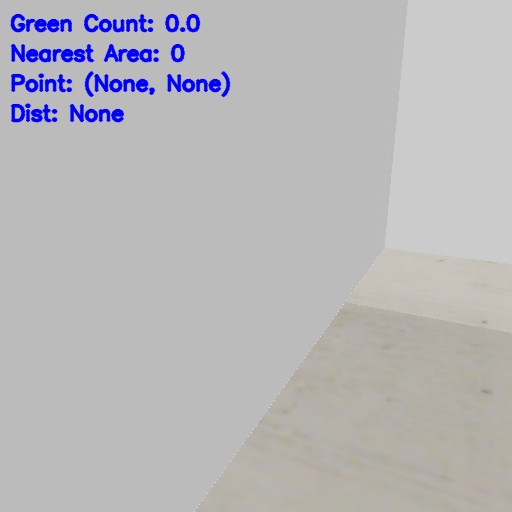 Green Count: 0.0
Nearest Area: 0
Point: (None, None)
Dist: None